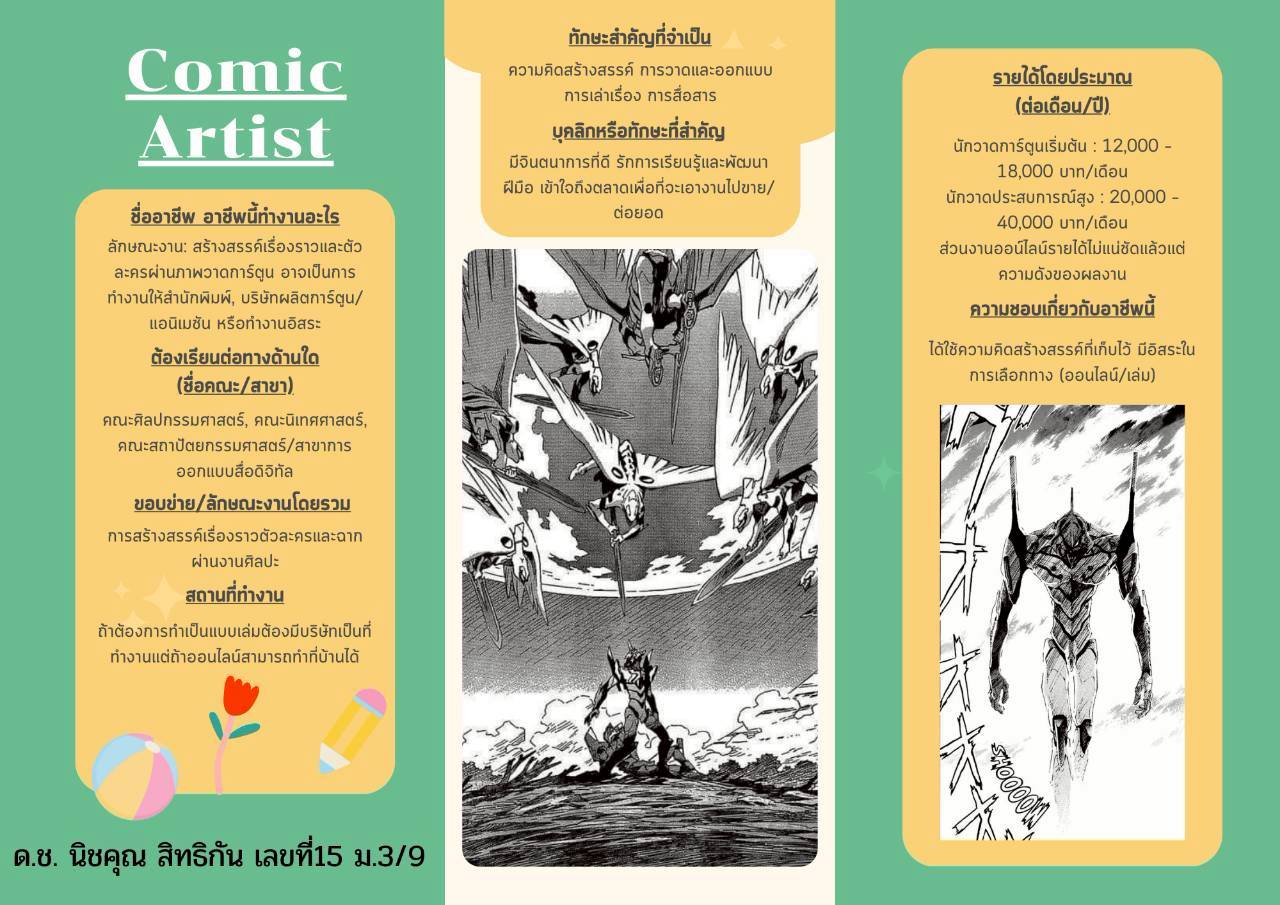 Comic
Artist
ชื่ออาชีพ อาชีพนี้ทำงานอะไร
ลักษณะงาน: สร้างสรรค์เรื่องราวและตัว
ละครผ่านภาพวาดการ์ตูน อาจเป็นการ
ทำงานให้สำนักพิมพ์, บริษัทผลิตการ์ตูน/
แอนิเมชัน หรือทำงานอิสระ
ต้องเรียนต่อทางด้านใด
(ชื่อคณะ/สาขา)
คณะศิลปกรรมศาสตร์, คณะนิเทศศาสตร์,
คณะสถาปัตยกรรมศาสตร์/สาขาการ
ออกแบบสื่อดิจิทัล
ขอบข่าย/ลักษณะงานโดยรวม
การสร้างสรรค์เรื่องราวตัวละครและฉาก
ผ่านงานศิลปะ
สถานที่ทำงาน
ถ้าต้องการทำเป็นแบบเล่มต้องมีบริษัทเป็นที่
ทำงานแต่ถ้าออนไลน์สามารถทำที่บ้านได้
ด.ช. นิชคุณ สิทธิกัน เลขที่15 ม.3/9
ทักษะสำคัญที่จำเป็น
ความคิดสร้างสรรค์ การวาดและออกแบบ
การเล่าเรื่อง การสื่อสาร
บุคลิกหรือทักษะที่สำคัญ
มีจินตนาการที่ดี รักการเรียนรู้และพัฒนา
ฝีมือ เข้าใจถึงตลาดเพื่อที่จะเอางานไปขาย/
ต่อยอด
รายได้โดยประมาณ
(ต่อเดือน/ปี)
นักวาดการ์ตูนเริ่มต้น : 12,000 -
18,000 บาท/เดือน
นักวาดประสบการณ์สูง : 20,000 -
40,000 บาท/เดือน
ส่วนงานออนไลน์รายได้ไม่แน่ชัดแล้วแต่
ความดังของผลงาน
ความชอบเกี่ยวกับอาชีพนี้
ได้ใช้ความคิดสร้างสรรค์ที่เก็บไว้ มีอิสระใน
การเลือกทาง (ออนไลน์/เล่ม)
SHOOOOM